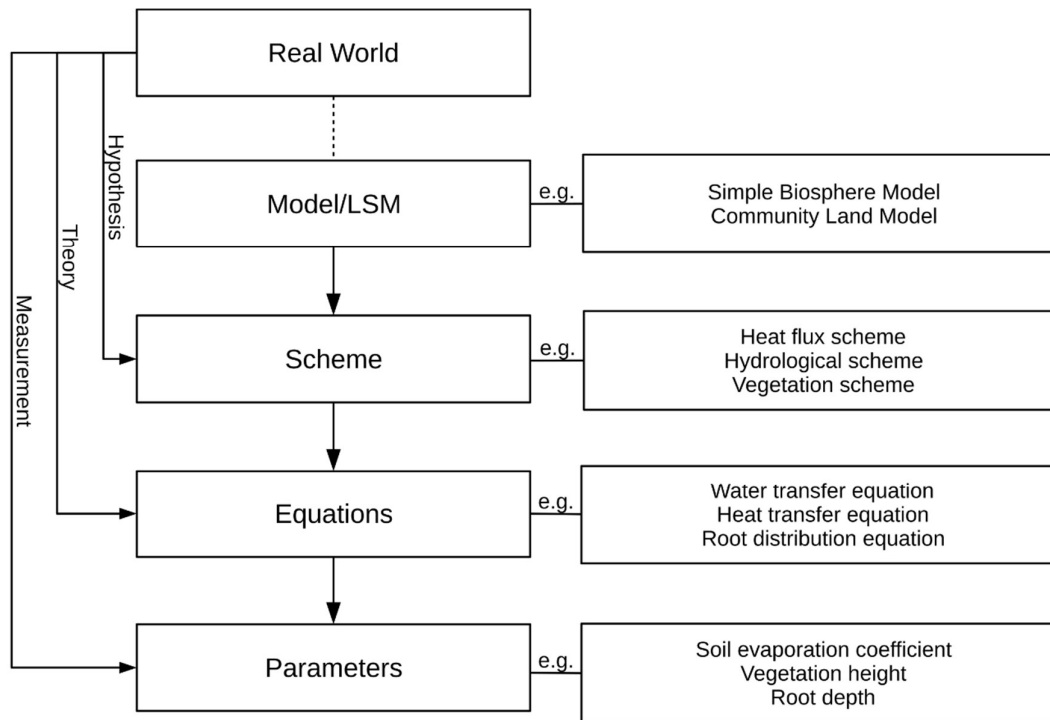 Real World
Hypothesis
Theory
Measurement
Model/LSM
e.g.
Simple Biosphere Model
Community Land Model
Scheme
e.g.
Heat flux scheme
Hydrological scheme
Vegetation scheme
Equations
e.g.
Water transfer equation
Heat transfer equation
Root distribution equation
Parameters
e.g.
Soil evaporation coefficient
Vegetation height
Root depth